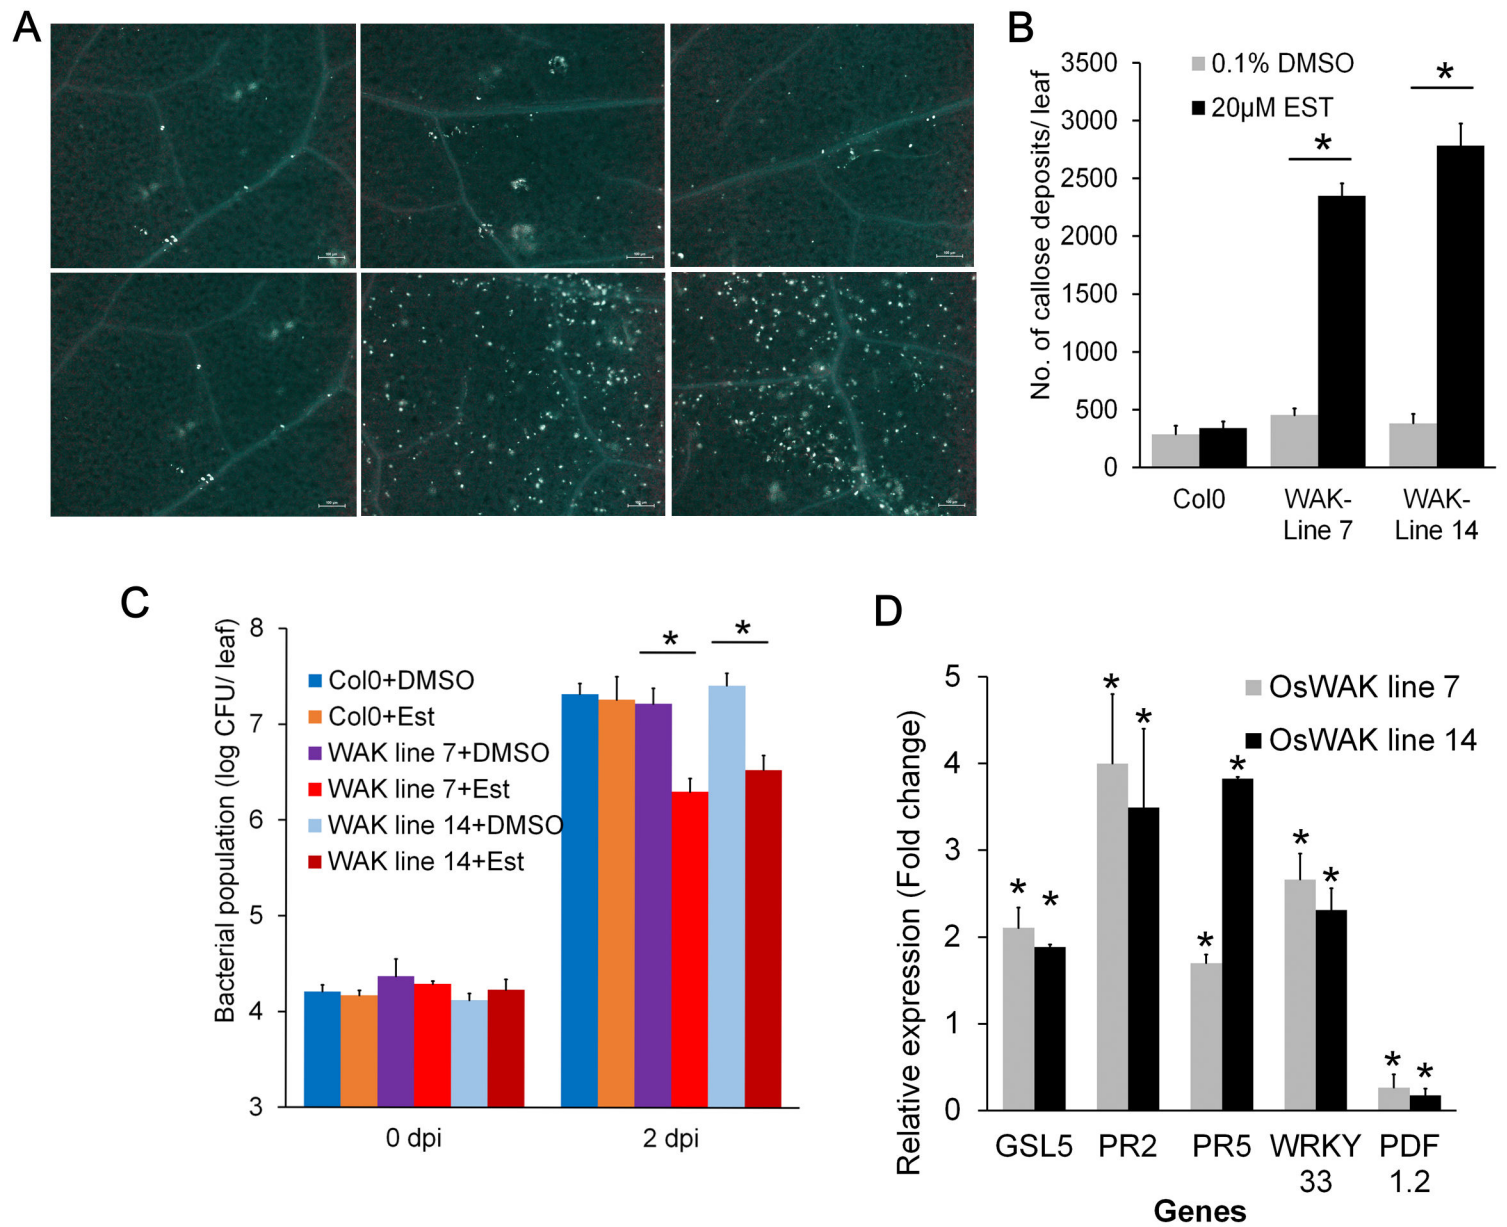 A
B
3500
3000
2500
2000
1500
1000
500
0
No. of callose deposits/ leaf
0.1% DMSO
20µM EST
*
*
Col0
WAK-
Line 7
WAK-
Line 14
C
8
7
6
5
4
3
Bacterial population (log CFU/ leaf)
Col0+DMSO
Col0+Est
WAK line 7+DMSO
WAK line 7+Est
WAK line 14+DMSO
WAK line 14+Est
*
*
0 dpi
2 dpi
D
5
4
3
2
1
0
Relative expression (Fold change)
OsWAK line 7
OsWAK line 14
* * * * * * * * * *
GSL5
PR2
PR5
WRKY
33
PDF
1.2
Genes